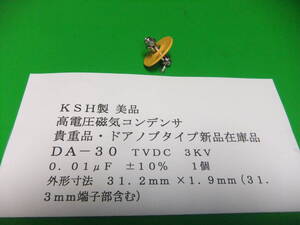 KSH製 美品
高電圧磁気コンデンサ
貴重品・ドアノブタイプ新品在庫品
DA-30 TVDC 3KV
0.01μF ±10% 1個
外形寸法 31.2mm×1.9mm(31.
3mm端子部含む)